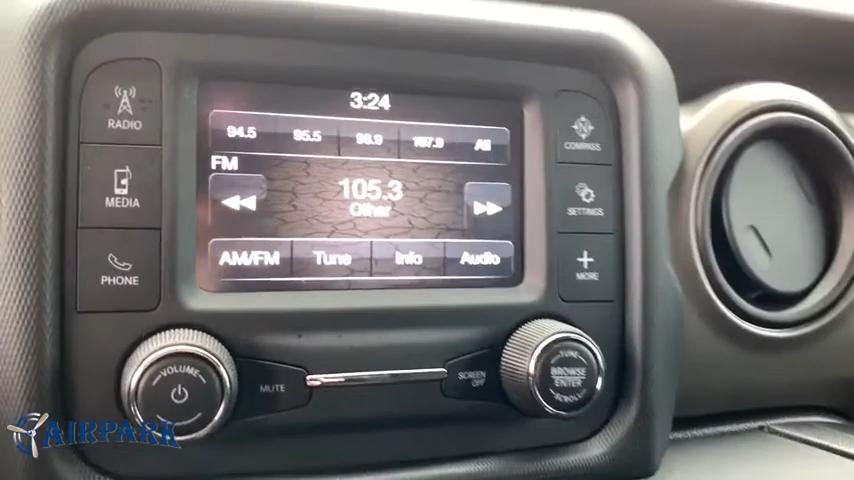 3:24
94.5 95.5 98.9 107.9 All
FM
105.3
Other
AM/FM Tune Info Audio
RADIO
MEDIA
PHONE
COMPASS
SETTINGS
MORE
VOLUME
MUTE
SCREEN OFF
TUNE
BROWSE
ENTER
SCROLL
AIRPARK